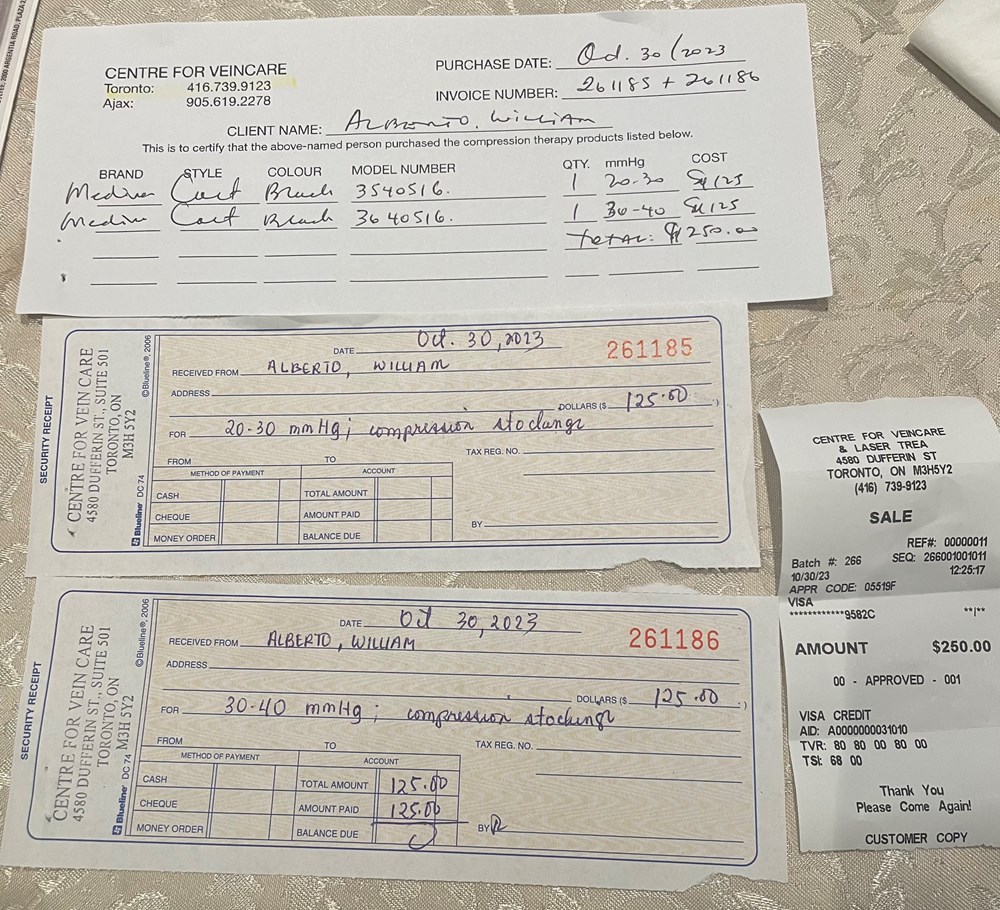 2000 ARGENTIA ROAD, PLAZA
CENTRE FOR VEINCARE
Toronto: 416.739.9123
Ajax: 905.619.2278
PURCHASE DATE: Oct. 30/2023
INVOICE NUMBER: 261185 + 261186
CLIENT NAME: ALBERTO, William
This is to certify that the above-named person purchased the compression therapy products listed below.
BRAND STYLE COLOUR MODEL NUMBER QTY. mmHg COST
Black 3540516. 1 20-30 $125
Black 3640516. 1 30-40 $125
TOTAL: $250.00
SECURITY RECEIPT
CENTRE FOR VEIN CARE
4580 DUFFERIN ST., SUITE 501
TORONTO, ON
M3H 5Y2
©Blueline®, 2006
Blueline® DC 74
DATE Oct. 30, 2023
261185
RECEIVED FROM ALBERTO, WILLIAM
ADDRESS
DOLLARS ($ 125.00 )
FOR 20-30 mmHg; compression stockings
FROM TO TAX REG. NO.
METHOD OF PAYMENT ACCOUNT
CASH TOTAL AMOUNT
CHEQUE AMOUNT PAID
MONEY ORDER BALANCE DUE
BY
SECURITY RECEIPT
CENTRE FOR VEIN CARE
4580 DUFFERIN ST., SUITE 501
TORONTO, ON
M3H 5Y2
©Blueline®, 2006
Blueline® DC 74
DATE Oct 30, 2023
261186
RECEIVED FROM ALBERTO, WILLIAM
ADDRESS
DOLLARS ($ 125.00 )
FOR 30-40 mmHg; compression stockings
FROM TO TAX REG. NO.
METHOD OF PAYMENT ACCOUNT
CASH TOTAL AMOUNT 125.00
CHEQUE AMOUNT PAID 125.00
MONEY ORDER BALANCE DUE 0
BY
CENTRE FOR VEINCARE
& LASER TREA
4580 DUFFERIN ST
TORONTO, ON M3H5Y2
(416) 739-9123
SALE
REF#: 00000011
Batch #: 266 SEQ: 266001001011
10/30/23 12:25:17
APPR CODE: 05519F
VISA
************9582C **/**
AMOUNT $250.00
00 - APPROVED - 001
VISA CREDIT
AID: A0000000031010
TVR: 80 80 00 80 00
TSI: 68 00
Thank You
Please Come Again!
CUSTOMER COPY